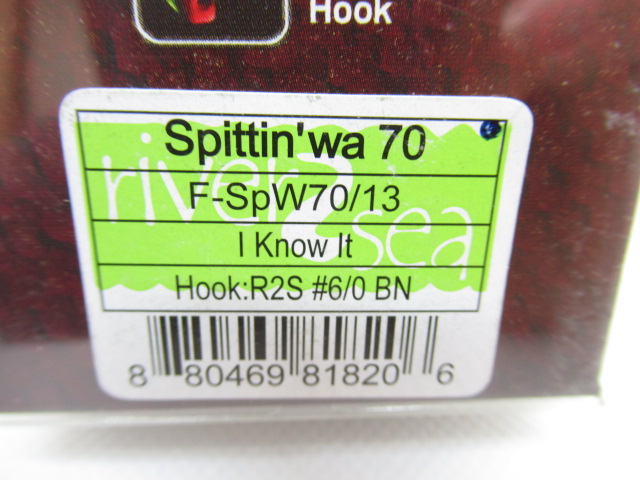 Hook
Spittin'wa 70
river2sea
F-SpW70/13
I Know It
Hook:R2S #6/0 BN
8 80469 81820 6